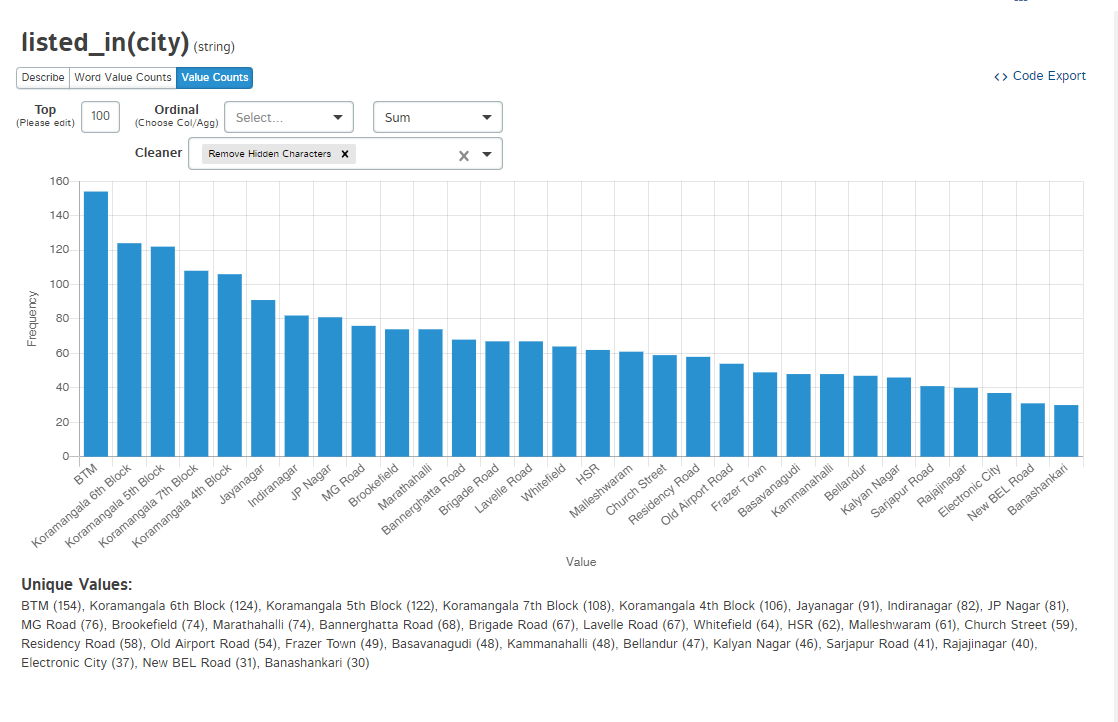 listed_in(city) (string)
Describe Word Value Counts Value Counts
<> Code Export
Top Ordinal
(Please edit) 100 (Choose Col/Agg) Select... Sum
Cleaner Remove Hidden Characters
160
140
120
100
80
60
40
20
0
Frequency
BTM
Koramangala 6th Block
Koramangala 5th Block
Koramangala 7th Block
Koramangala 4th Block
Jayanagar
Indiranagar
JP Nagar
MG Road
Brookefield
Marathahalli
Bannerghatta Road
Brigade Road
Lavelle Road
Whitefield
HSR
Malleshwaram
Church Street
Residency Road
Old Airport Road
Frazer Town
Basavanagudi
Kammanahalli
Bellandur
Kalyan Nagar
Sarjapur Road
Rajajinagar
Electronic City
New BEL Road
Banashankari
Value
Unique Values:
BTM (154), Koramangala 6th Block (124), Koramangala 5th Block (122), Koramangala 7th Block (108), Koramangala 4th Block (106), Jayanagar (91), Indiranagar (82), JP Nagar (81),
MG Road (76), Brookefield (74), Marathahalli (74), Bannerghatta Road (68), Brigade Road (67), Lavelle Road (67), Whitefield (64), HSR (62), Malleshwaram (61), Church Street (59),
Residency Road (58), Old Airport Road (54), Frazer Town (49), Basavanagudi (48), Kammanahalli (48), Bellandur (47), Kalyan Nagar (46), Sarjapur Road (41), Rajajinagar (40),
Electronic City (37), New BEL Road (31), Banashankari (30)